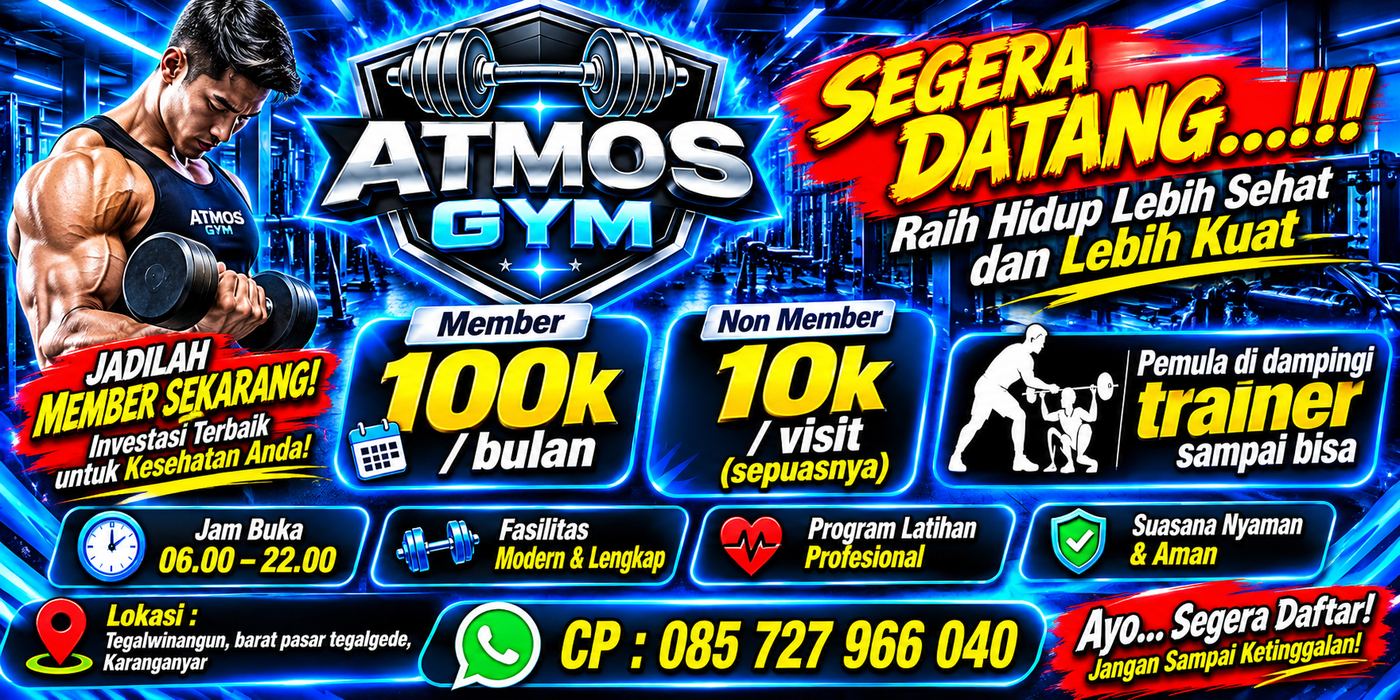 ATMOS
GYM
ATMOS
GYM
SEGERA
DATANG...!!!
Raih Hidup Lebih Sehat
dan Lebih Kuat
JADILAH
MEMBER SEKARANG!
Investasi Terbaik
untuk Kesehatan Anda!
Member
100k
/ bulan
Non Member
10k
/ visit
(sepuasnya)
Pemula di dampingi
trainer
sampai bisa
Jam Buka
06.00 – 22.00
Fasilitas
Modern & Lengkap
Program Latihan
Profesional
Suasana Nyaman
& Aman
Lokasi :
Tegalwinangun, barat pasar tegalgede,
Karanganyar
CP : 085 727 966 040
Ayo... Segera Daftar!
Jangan Sampai Ketinggalan!